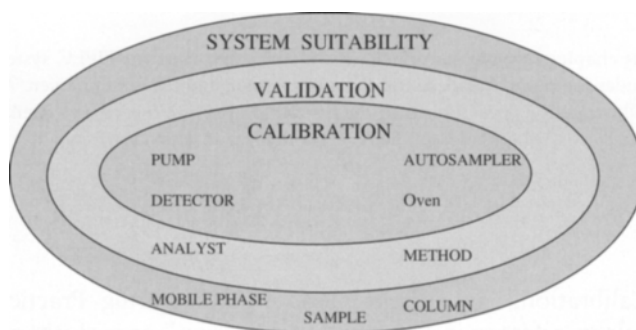 SYSTEM SUITABILITY
VALIDATION
CALIBRATION
PUMP AUTOSAMPLER
DETECTOR Oven
ANALYST METHOD
MOBILE PHASE COLUMN
SAMPLE